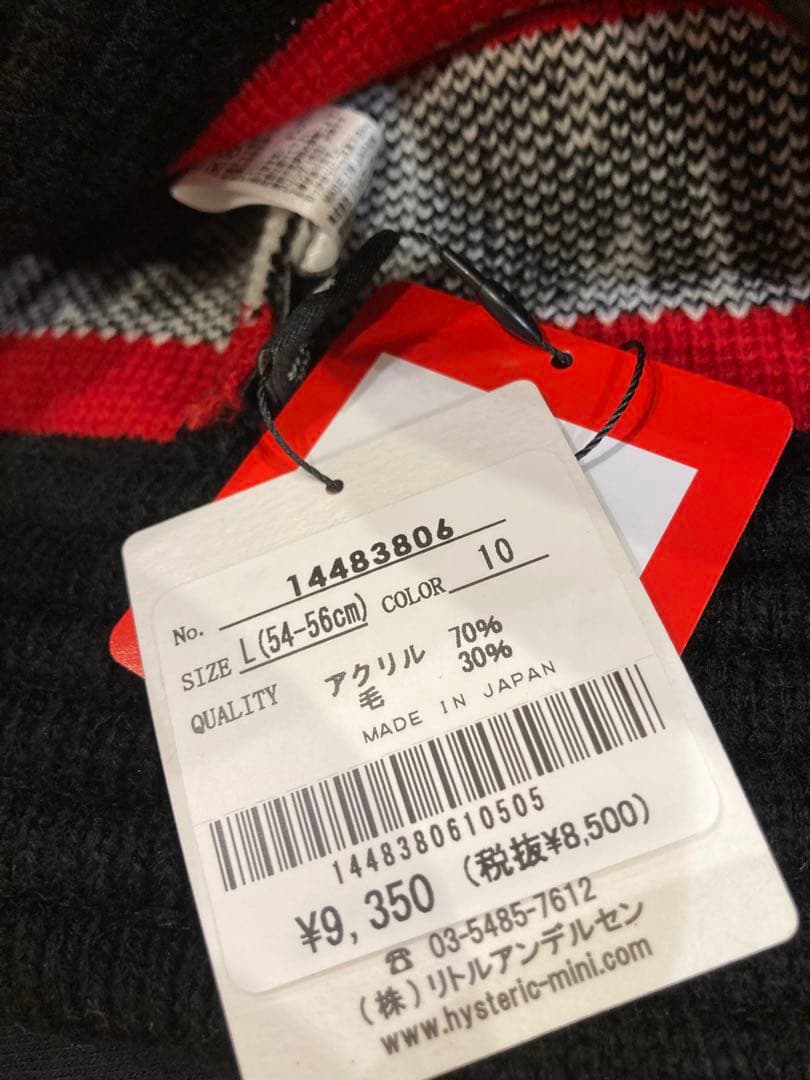 No. 14483806
SIZE L(54-56cm) COLOR 10
QUALITY アクリル 70%
毛 30%
MADE IN JAPAN
1448380610505
¥9,350 (税抜¥8,500)
☎ 03-5485-7612
(株)リトルアンデルセン
www.hysteric-mini.com